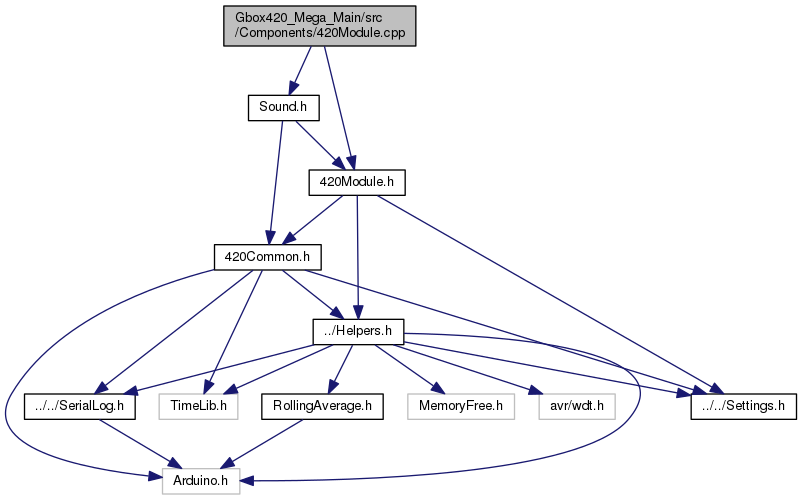 Gbox420_Mega_Main/src
/Components/420Module.cpp
Sound.h
420Module.h
420Common.h
../Helpers.h
../../SerialLog.h
TimeLib.h
RollingAverage.h
MemoryFree.h
avr/wdt.h
../../Settings.h
Arduino.h